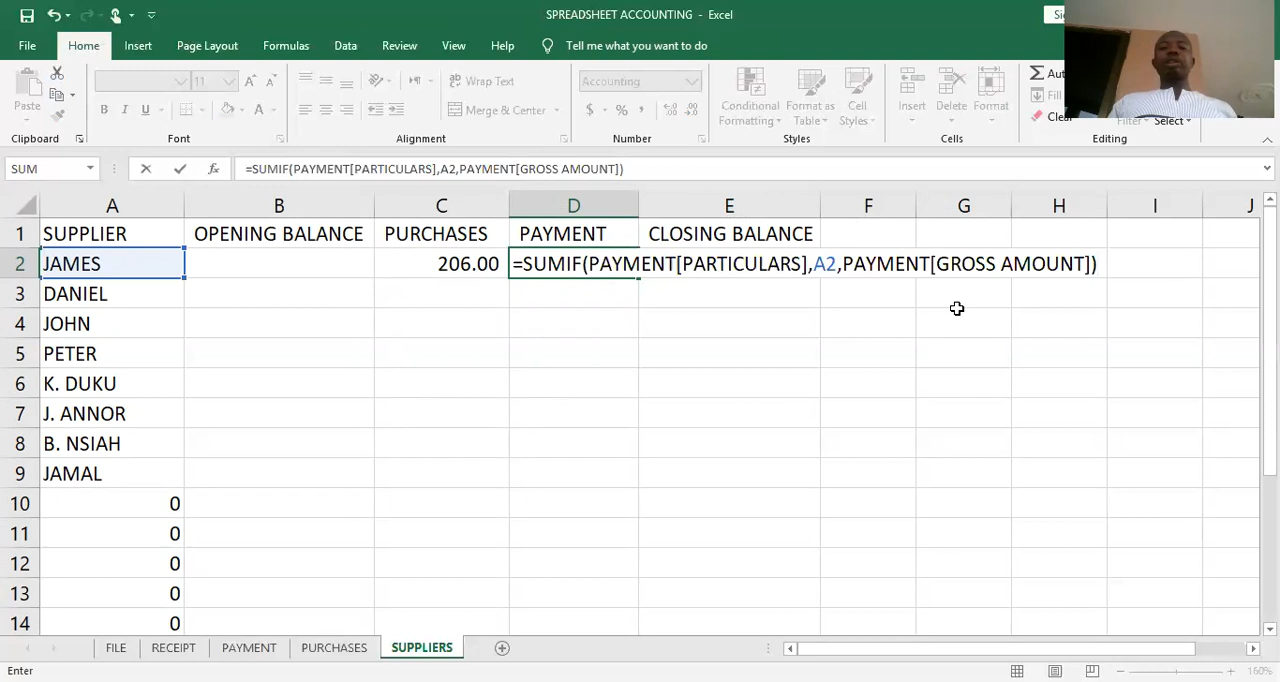 SPREADSHEET ACCOUNTING - Excel
File Home Insert Page Layout Formulas Data Review View Help Tell me what you want to do
Paste
11
Wrap Text
Merge & Center
Accounting
$ % ,
Conditional Formatting
Format as Table
Cell Styles
Insert Delete Format
Fill
Clear
Select
Clipboard Font Alignment Number Styles Cells Editing
SUM =SUMIF(PAYMENT[PARTICULARS],A2,PAYMENT[GROSS AMOUNT])
A B C D E F G H I J
1 SUPPLIER OPENING BALANCE PURCHASES PAYMENT CLOSING BALANCE
2 JAMES 206.00 =SUMIF(PAYMENT[PARTICULARS],A2,PAYMENT[GROSS AMOUNT])
3 DANIEL
4 JOHN
5 PETER
6 K. DUKU
7 J. ANNOR
8 B. NSIAH
9 JAMAL
10 0
11 0
12 0
13 0
14 0
FILE RECEIPT PAYMENT PURCHASES SUPPLIERS
Enter 160%